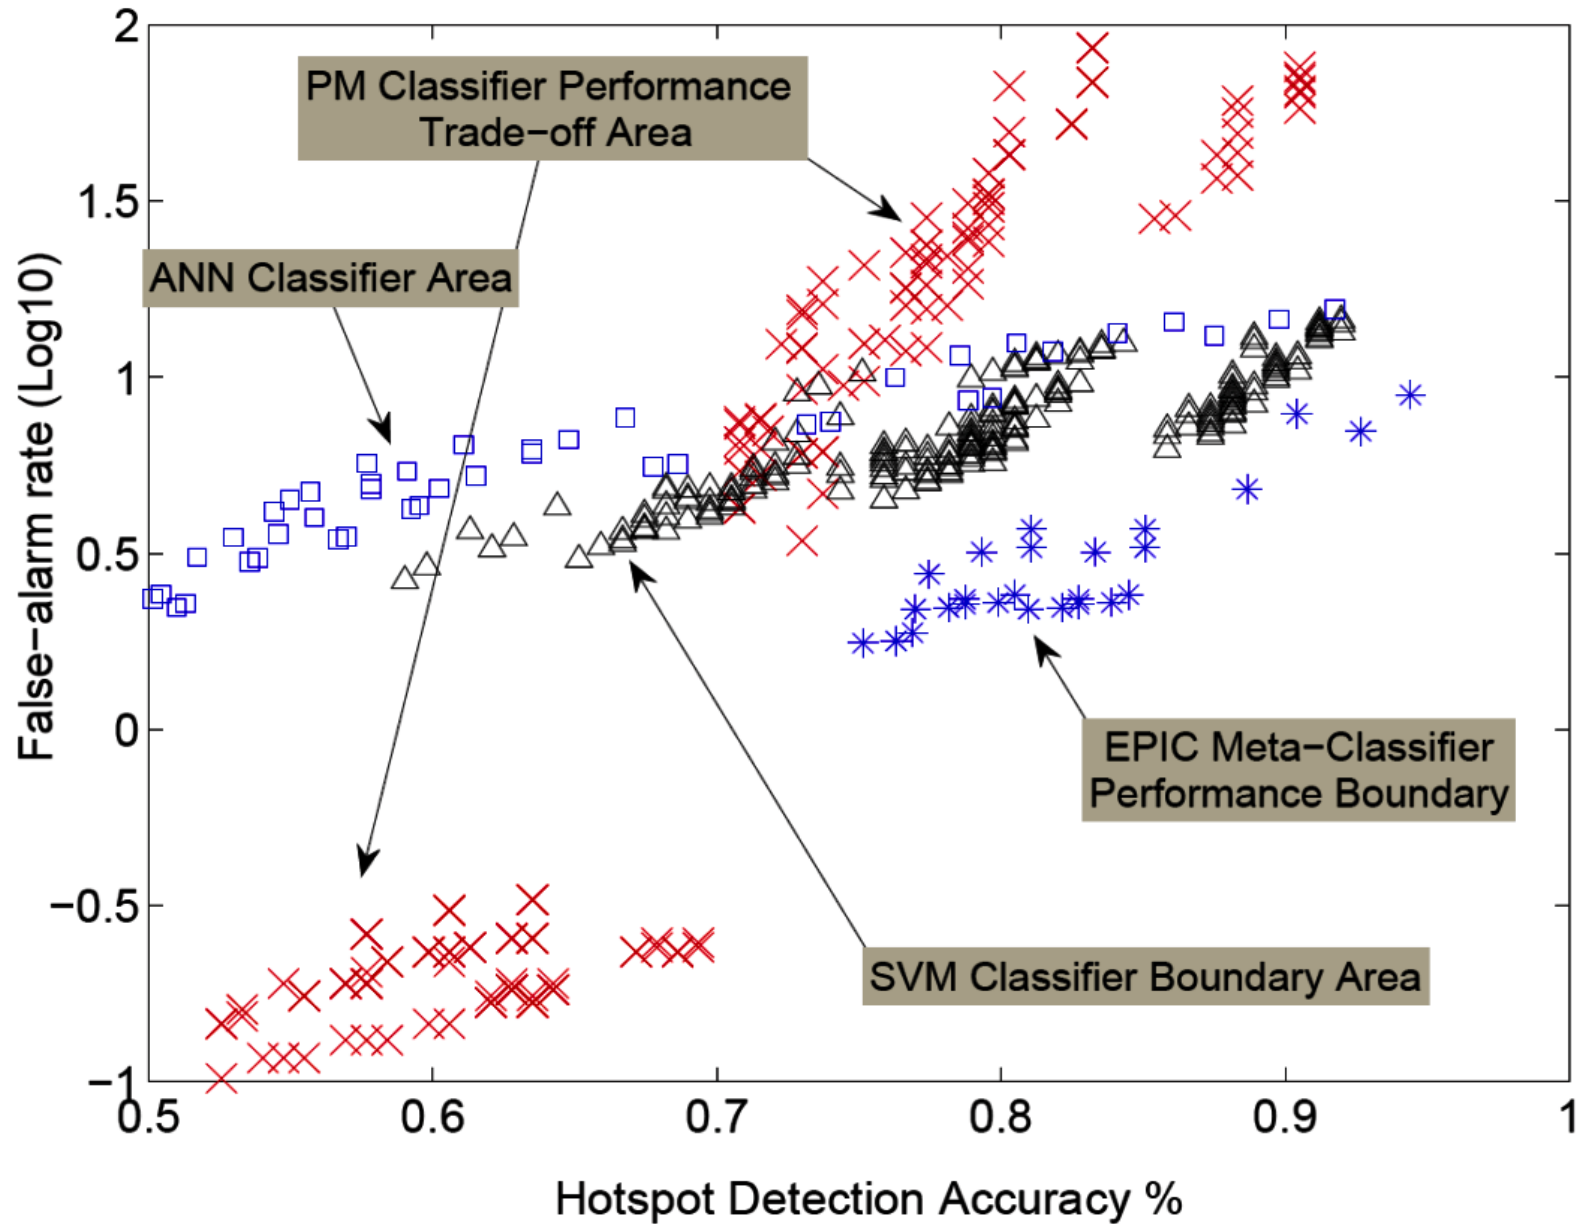 2
1.5
1
0.5
0
−0.5
−1
False−alarm rate (Log10)
PM Classifier Performance
Trade−off Area
ANN Classifier Area
EPIC Meta−Classifier
Performance Boundary
SVM Classifier Boundary Area
0.5 0.6 0.7 0.8 0.9 1
Hotspot Detection Accuracy %